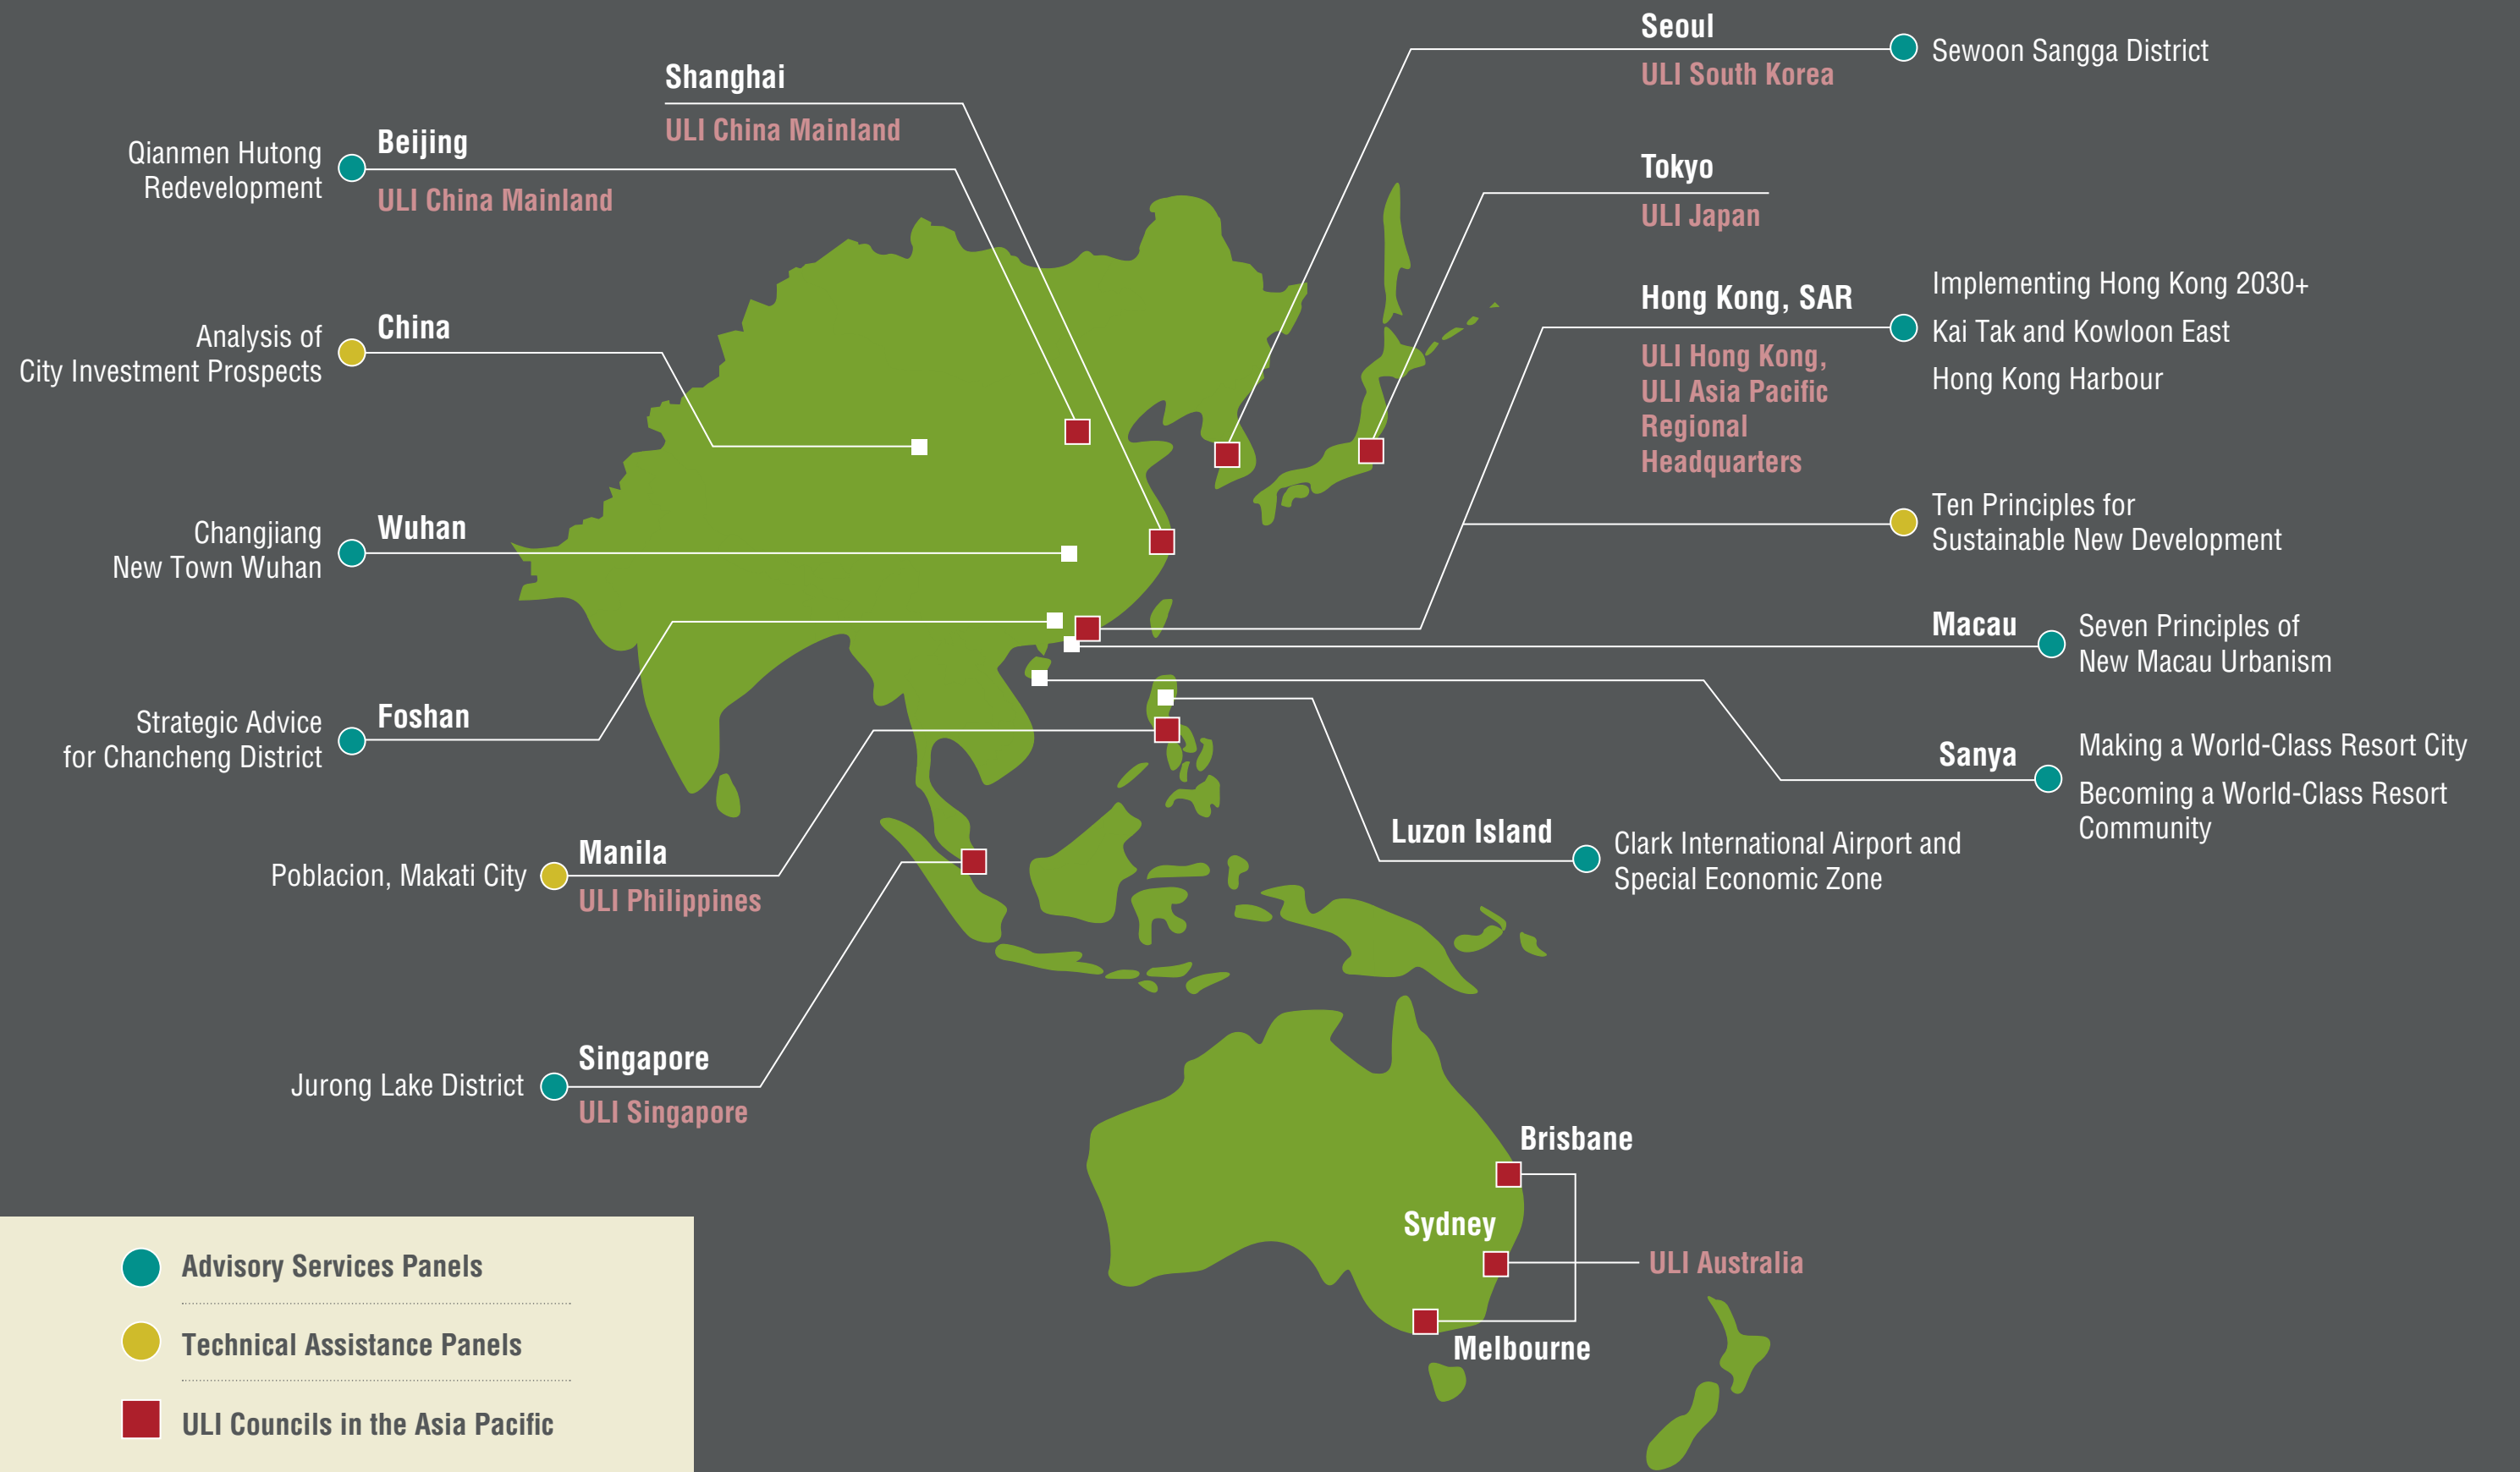 Shanghai
ULI China Mainland
Qianmen Hutong
Redevelopment
Beijing
ULI China Mainland
Analysis of
City Investment Prospects
China
Changjiang
New Town Wuhan
Wuhan
Strategic Advice
for Chancheng District
Foshan
Poblacion, Makati City
Manila
ULI Philippines
Jurong Lake District
Singapore
ULI Singapore
Seoul
ULI South Korea
Sewoon Sangga District
Tokyo
ULI Japan
Hong Kong, SAR
ULI Hong Kong,
ULI Asia Pacific
Regional
Headquarters
Implementing Hong Kong 2030+
Kai Tak and Kowloon East
Hong Kong Harbour
Ten Principles for
Sustainable New Development
Macau
Seven Principles of
New Macau Urbanism
Sanya
Making a World-Class Resort City
Becoming a World-Class Resort
Community
Luzon Island
Clark International Airport and
Special Economic Zone
Brisbane
Sydney
ULI Australia
Melbourne
Advisory Services Panels
Technical Assistance Panels
ULI Councils in the Asia Pacific